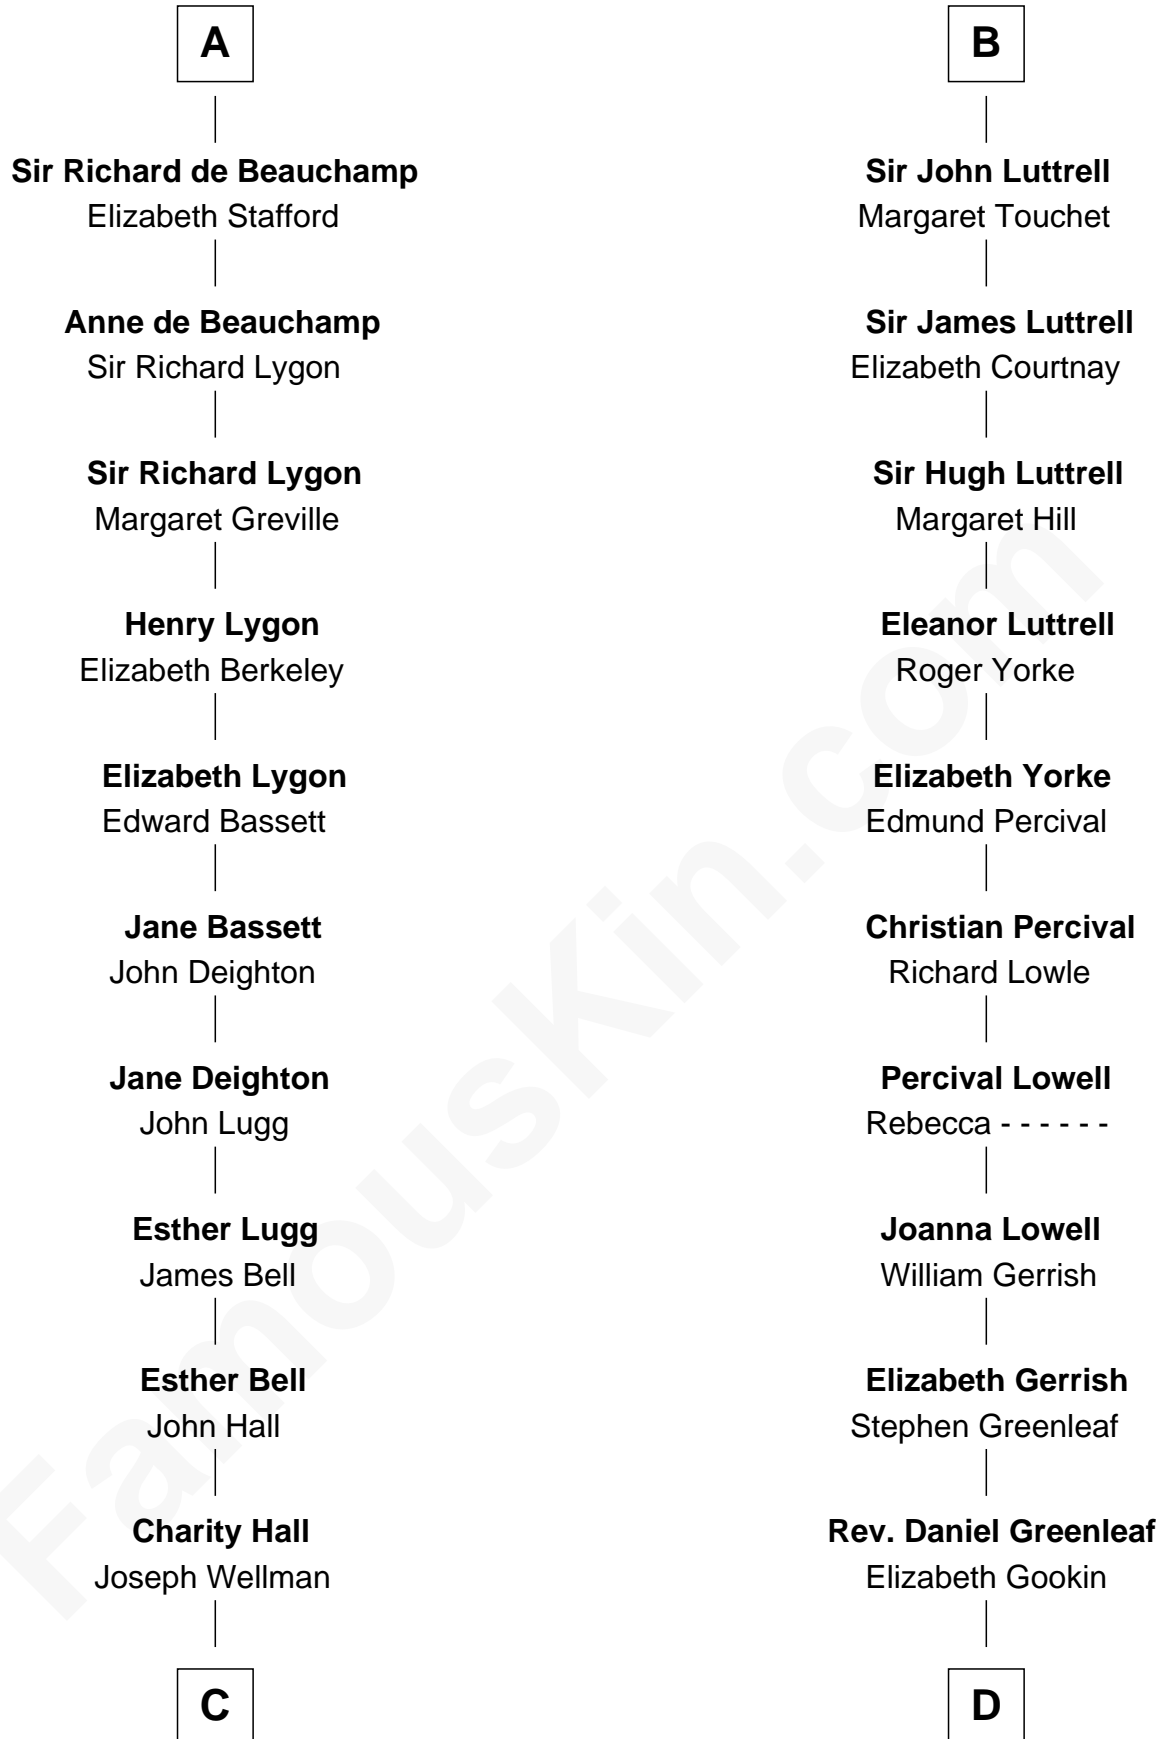 A
Sir Richard de Beauchamp
Elizabeth Stafford
Anne de Beauchamp
Sir Richard Lygon
Sir Richard Lygon
Margaret Greville
Henry Lygon
Elizabeth Berkeley
Elizabeth Lygon
Edward Bassett
Jane Bassett
John Deighton
Jane Deighton
John Lugg
Esther Lugg
James Bell
Esther Bell
John Hall
Charity Hall
Joseph Wellman
C
B
Sir John Luttrell
Margaret Touchet
Sir James Luttrell
Elizabeth Courtnay
Sir Hugh Luttrell
Margaret Hill
Eleanor Luttrell
Roger Yorke
Elizabeth Yorke
Edmund Percival
Christian Percival
Richard Lowle
Percival Lowell
Rebecca - - - - - -
Joanna Lowell
William Gerrish
Elizabeth Gerrish
Stephen Greenleaf
Rev. Daniel Greenleaf
Elizabeth Gookin
D
FamousKin.com